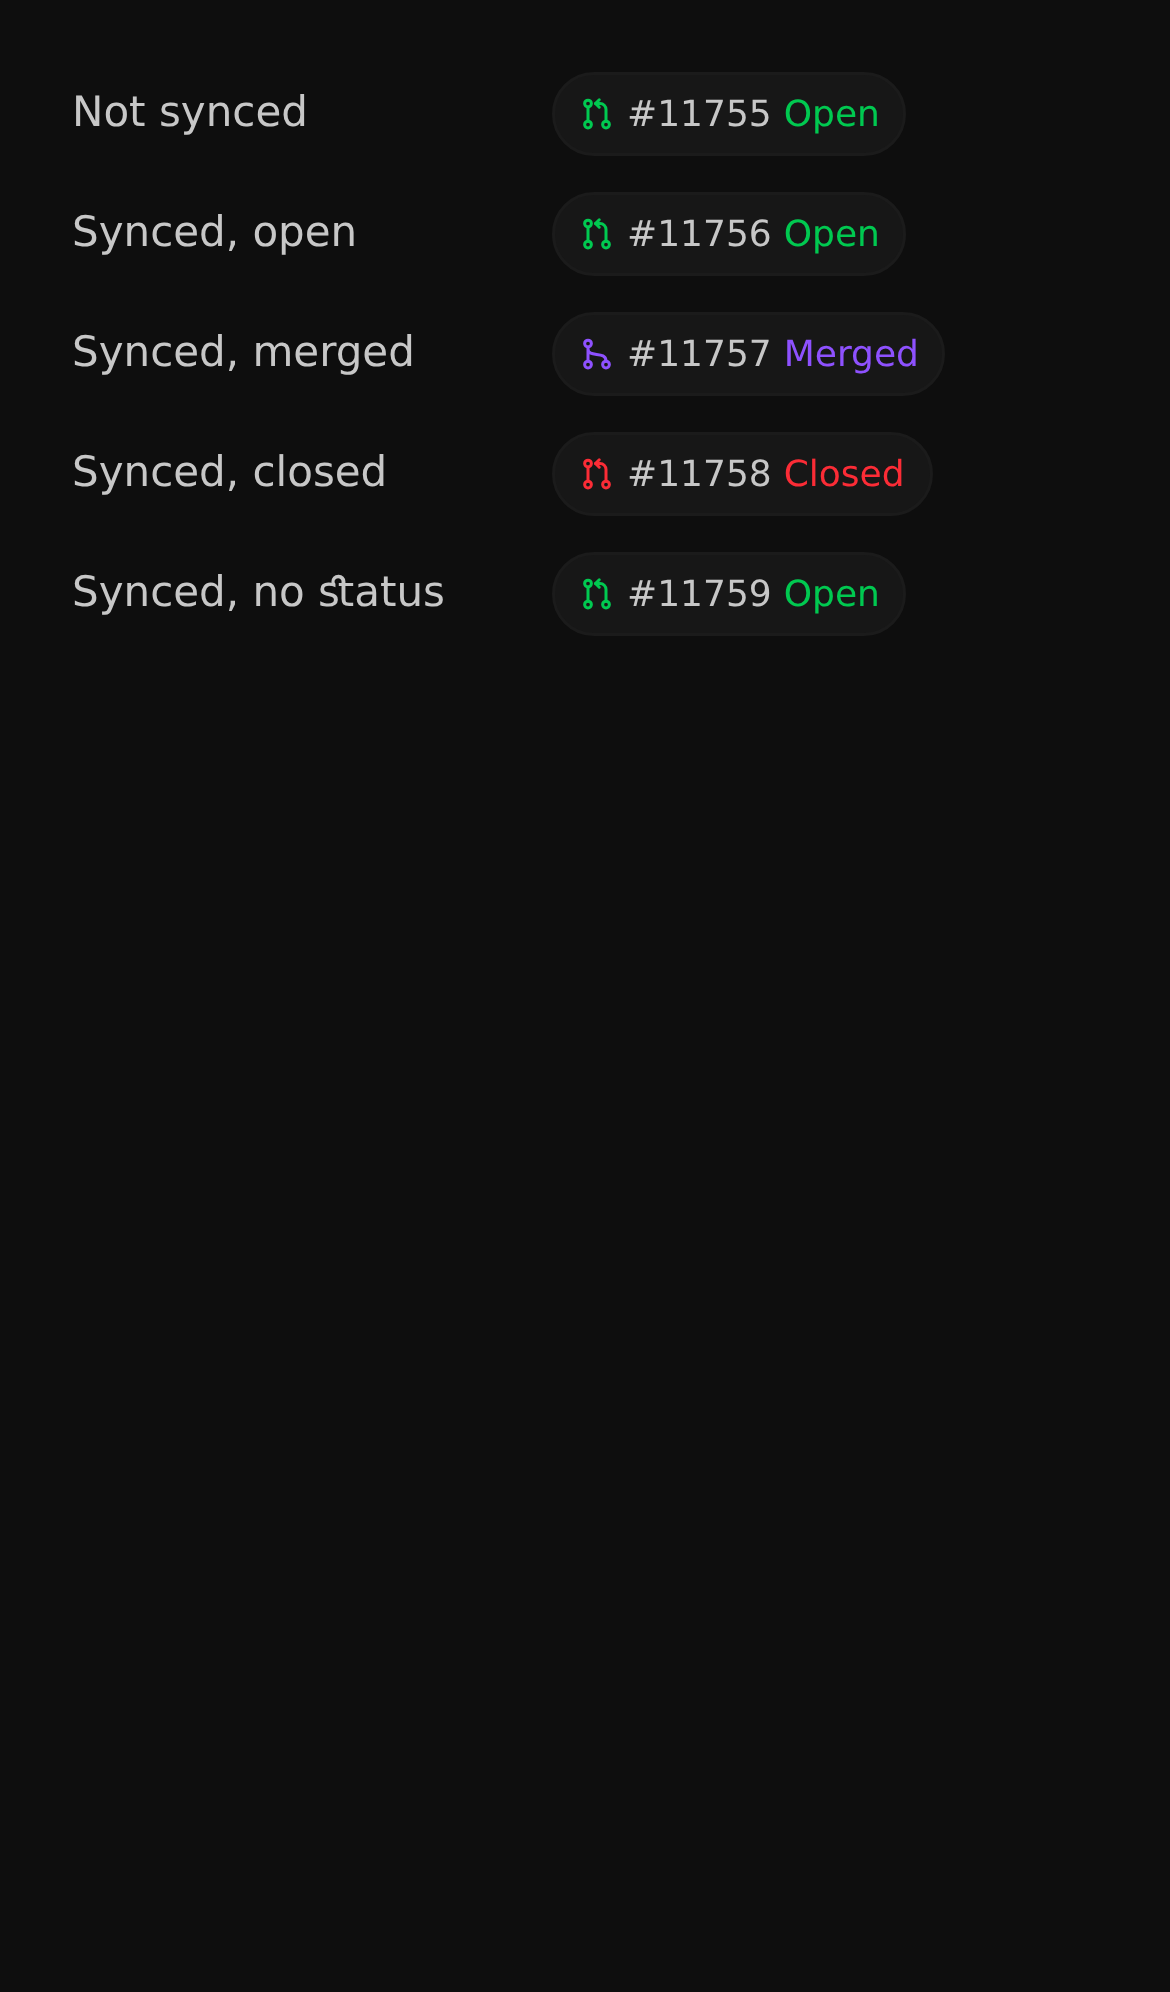 Not synced #11755 Open
Synced, open #11756 Open
Synced, merged #11757 Merged
Synced, closed #11758 Closed
Synced, no status #11759 Open